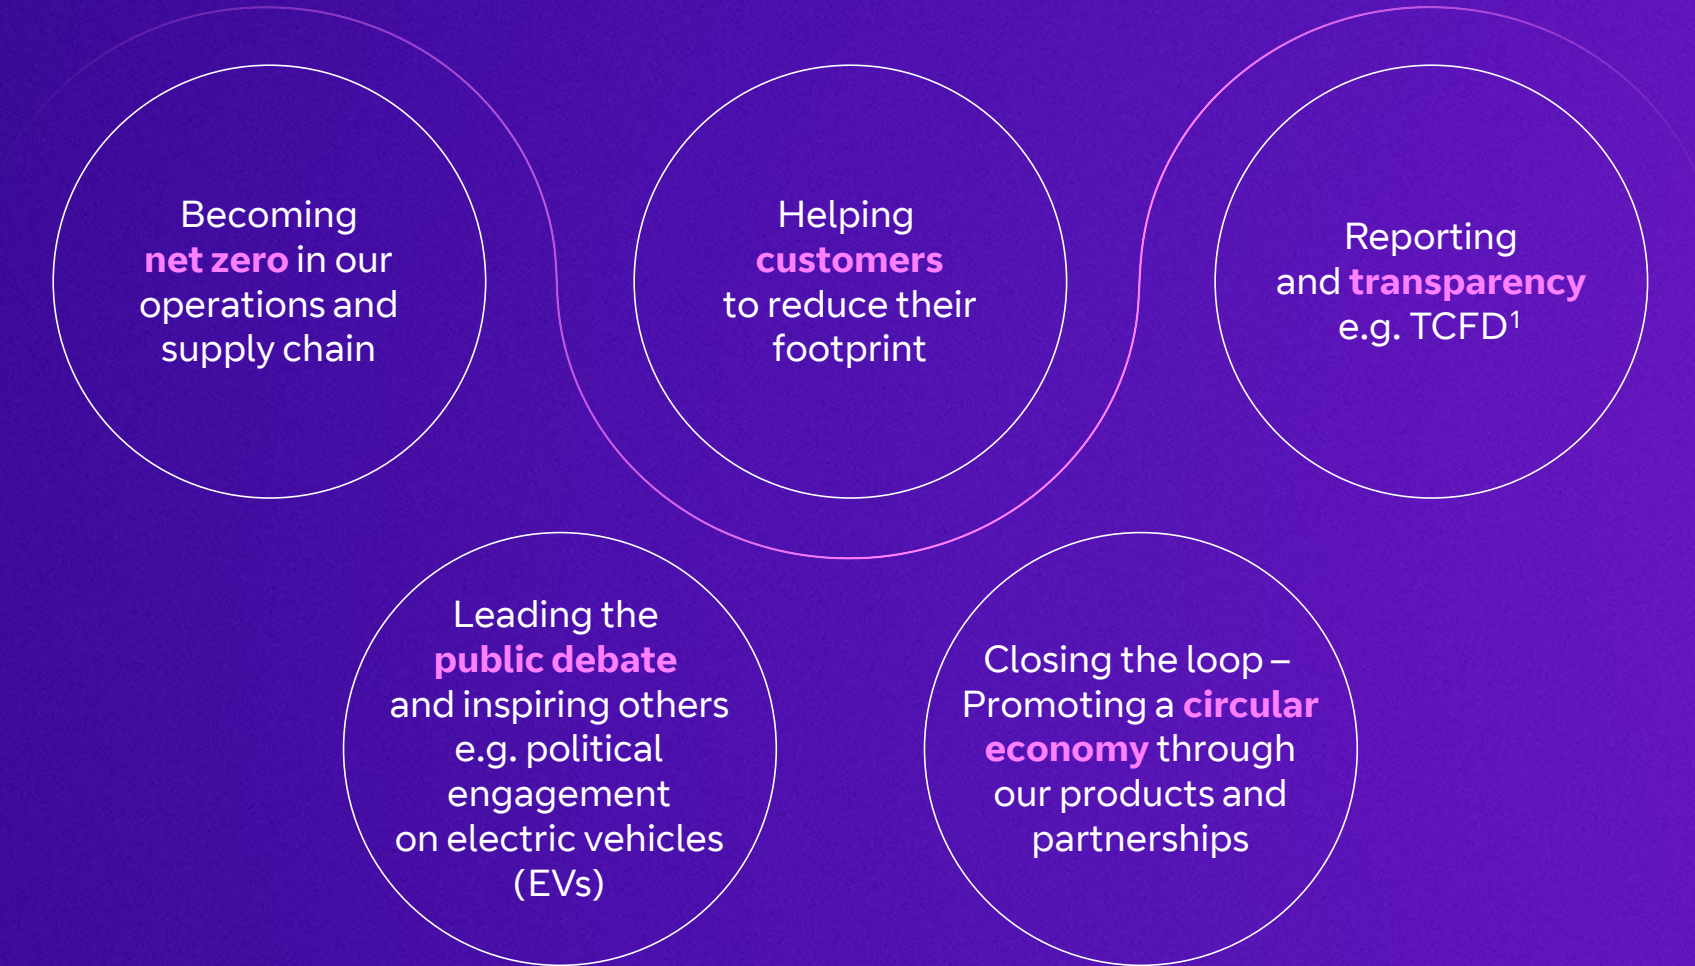 Becoming
net zero in our
operations and
supply chain
Helping
customers
to reduce their
footprint
Reporting
and transparency
e.g. TCFD¹
Leading the
public debate
and inspiring others
e.g. political
engagement
on electric vehicles
(EVs)
Closing the loop –
Promoting a circular
economy through
our products and
partnerships